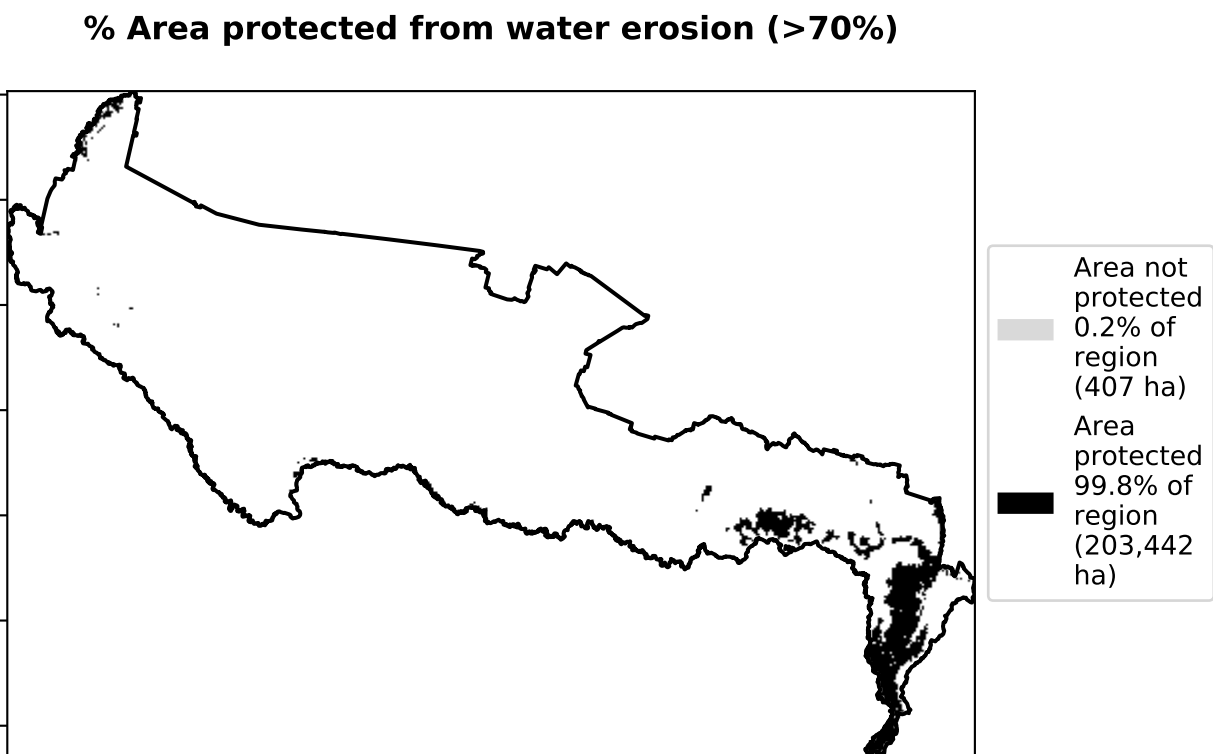 % Area protected from water erosion (>70%)
Area not
protected
0.2% of
region
(407 ha)
Area
protected
99.8% of
region
(203,442
ha)